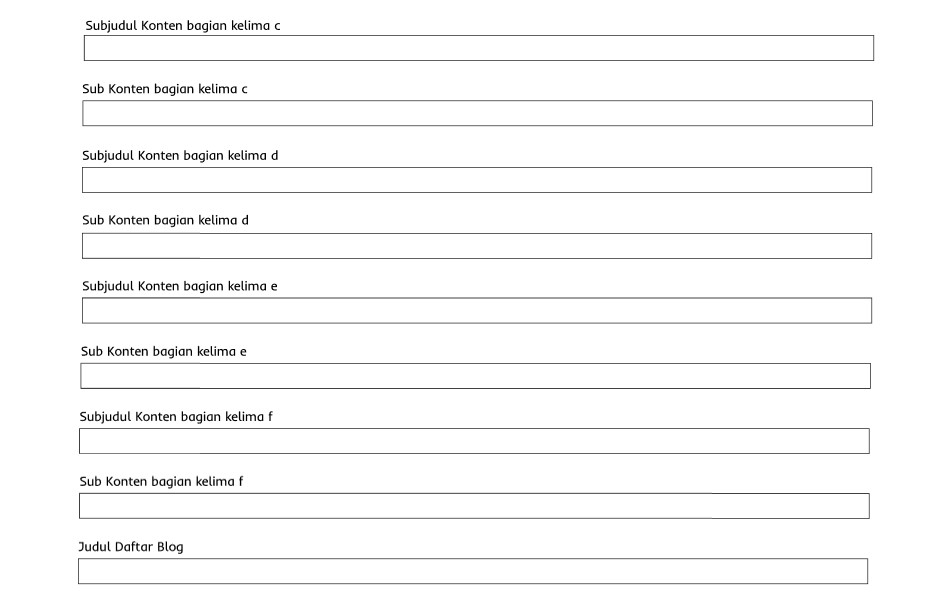 Subjudul Konten bagian kelima c
Sub Konten bagian kelima c
Subjudul Konten bagian kelima d
Sub Konten bagian kelima d
Subjudul Konten bagian kelima e
Sub Konten bagian kelima e
Subjudul Konten bagian kelima f
Sub Konten bagian kelima f
Judul Daftar Blog